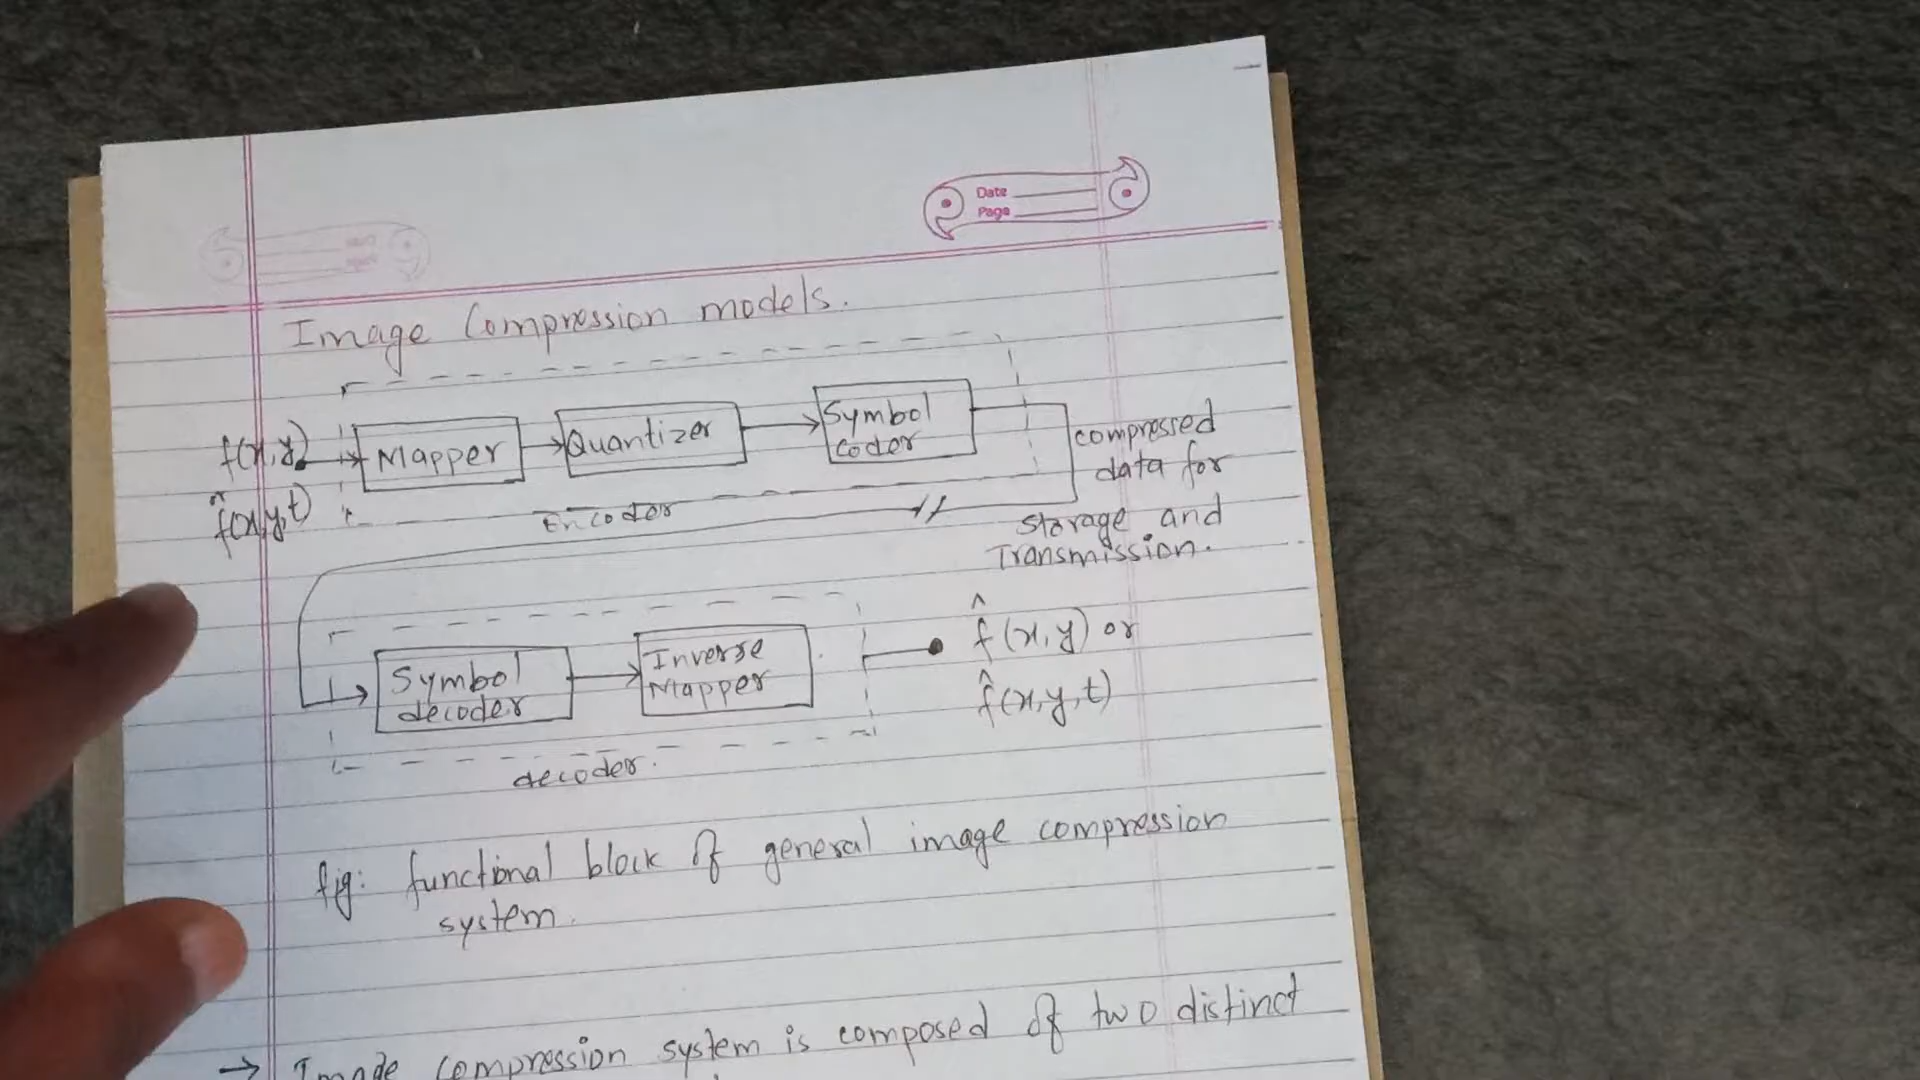 Date
Page
Image Compression models.
f(x,y)
f̂(x,y,t)
Mapper
Quantizer
Symbol
coder
compressed
data for
storage and
Transmission.
Encoder
Symbol
decoder
Inverse
Mapper
f̂(x,y) or
f̂(x,y,t)
decoder.
fig: functional block of general image compression
system.
→ Image compression system is composed of two distinct